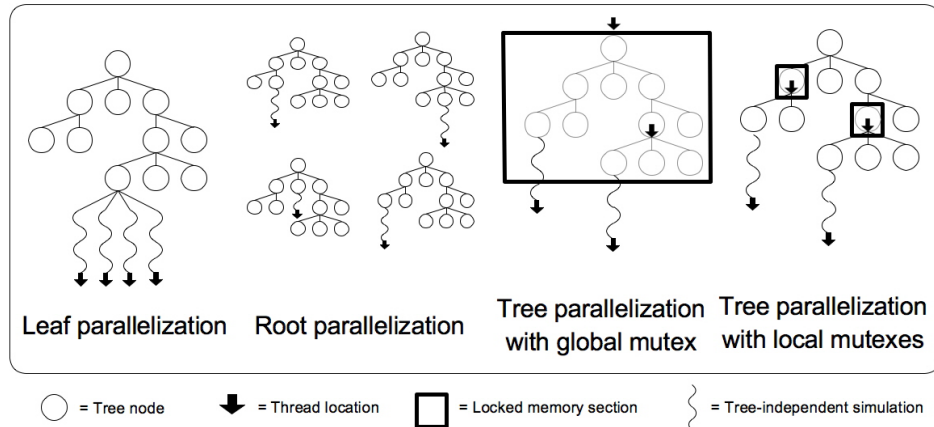 Leaf parallelization
Root parallelization
Tree parallelization
with global mutex
Tree parallelization
with local mutexes
= Tree node
= Thread location
= Locked memory section
= Tree-independent simulation